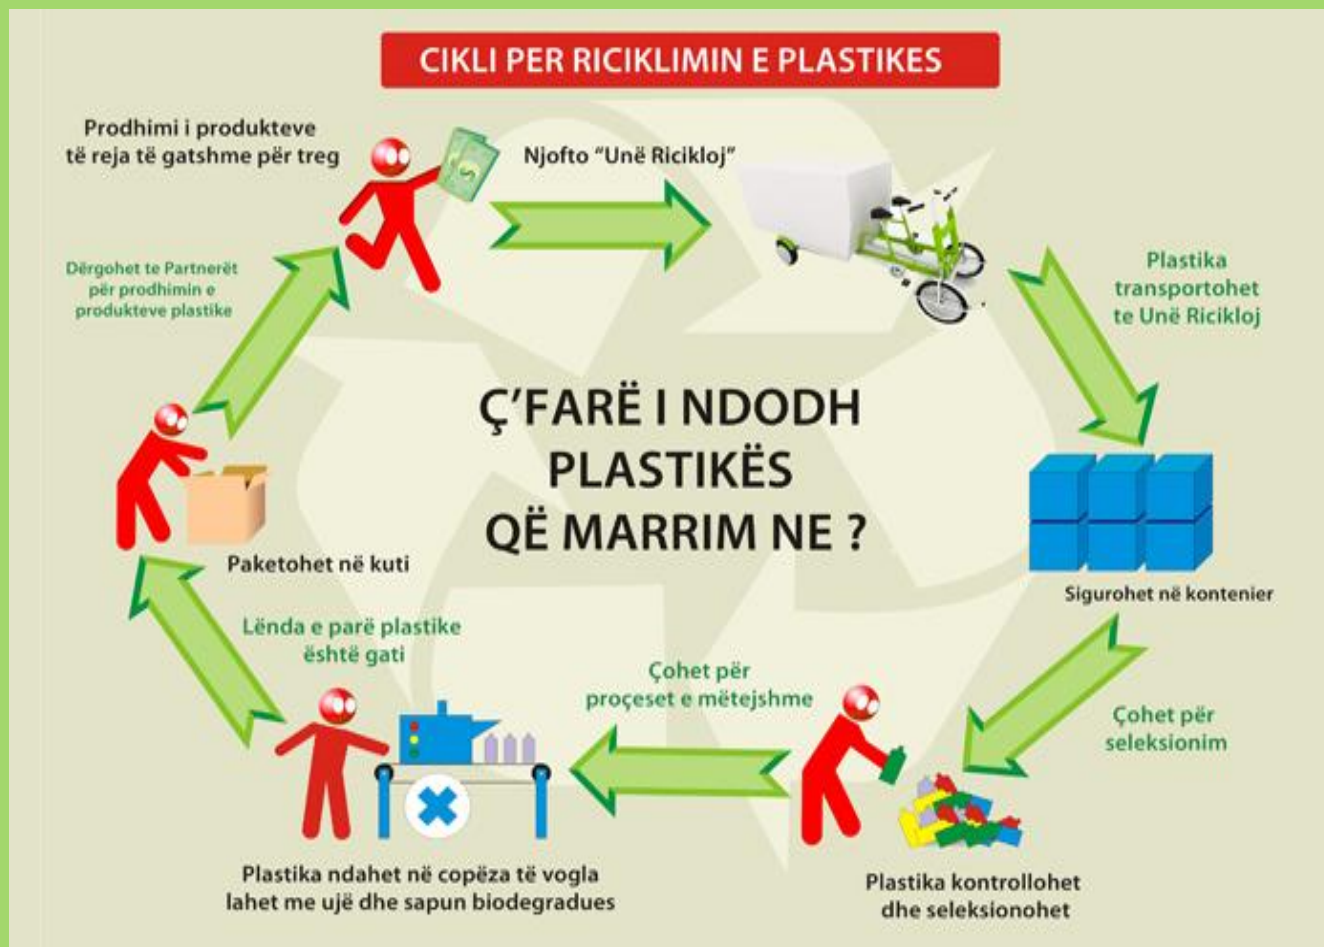 CIKLI PER RICIKLIMIN E PLASTIKES
Prodhimi i produkteve
të reja të gatshme për treg
Njofto “Unë Ricikloj”
Plastika
transportohet
te Unë Ricikloj
Dërgohet te Partnerët
për prodhimin e
produkteve plastike
Ç’FARË I NDODH
PLASTIKËS
QË MARRIM NE ?
Sigurohet në kontenier
Paketohet në kuti
Lënda e parë plastike
është gati
Çohet për
proçeset e mëtejshme
Çohet për
seleksionim
Plastika ndahet në copëza të vogla
lahet me ujë dhe sapun biodegradues
Plastika kontrollohet
dhe seleksionohet